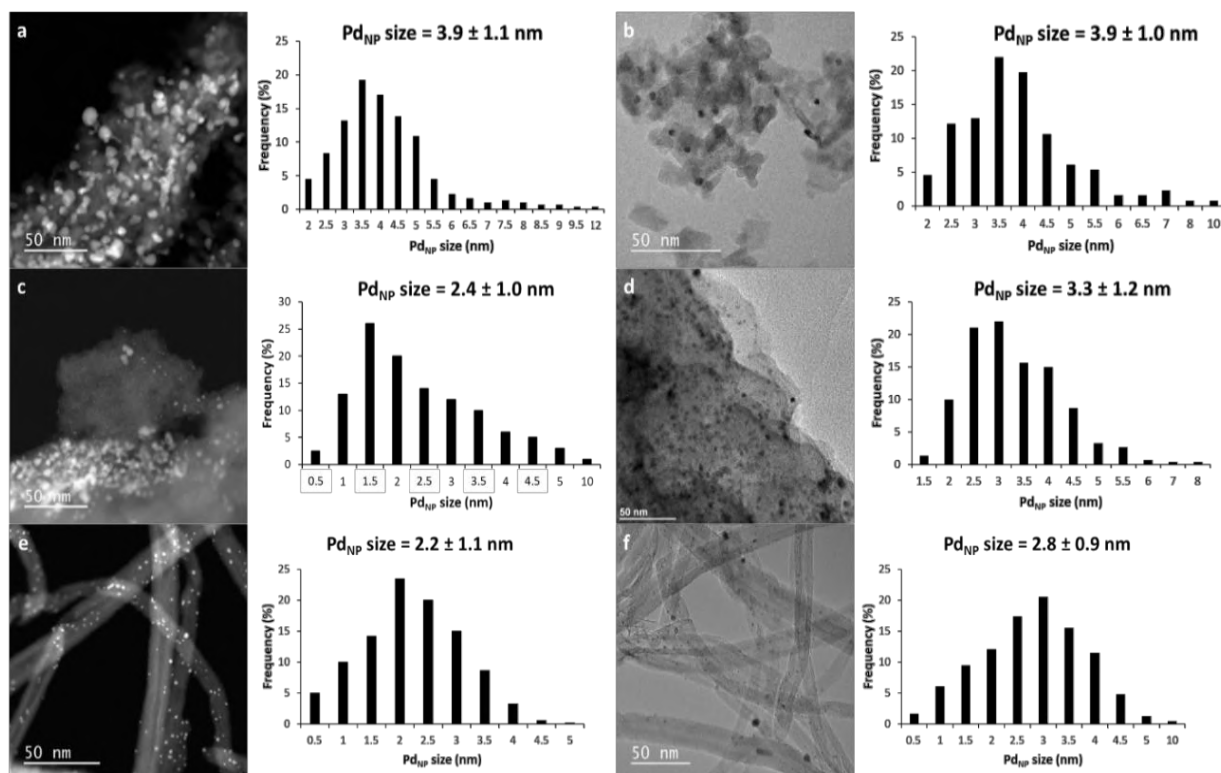 a
Pd_NP size = 3.9 ± 1.1 nm
Frequency (%)
25
20
15
10
5
0
2 2.5 3 3.5 4 4.5 5 5.5 6 6.5 7 7.5 8 8.5 9 9.5 12
Pd_NP size (nm)
50 nm
b
Pd_NP size = 3.9 ± 1.0 nm
Frequency (%)
25
20
15
10
5
0
2 2.5 3 3.5 4 4.5 5 5.5 6 6.5 7 8 10
Pd_NP size (nm)
50 nm
c
Pd_NP size = 2.4 ± 1.0 nm
Frequency (%)
30
25
20
15
10
5
0
0.5 1 1.5 2 2.5 3 3.5 4 4.5 5 10
Pd_NP size (nm)
50 nm
d
Pd_NP size = 3.3 ± 1.2 nm
Frequency (%)
25
20
15
10
5
0
1.5 2 2.5 3 3.5 4 4.5 5 5.5 6 7 8
Pd_NP size (nm)
50 nm
e
Pd_NP size = 2.2 ± 1.1 nm
Frequency (%)
25
20
15
10
5
0
0.5 1 1.5 2 2.5 3 3.5 4 4.5 5
Pd_NP size (nm)
50 nm
f
Pd_NP size = 2.8 ± 0.9 nm
Frequency (%)
25
20
15
10
5
0
0.5 1 1.5 2 2.5 3 3.5 4 4.5 5 10
Pd_NP size (nm)
50 nm